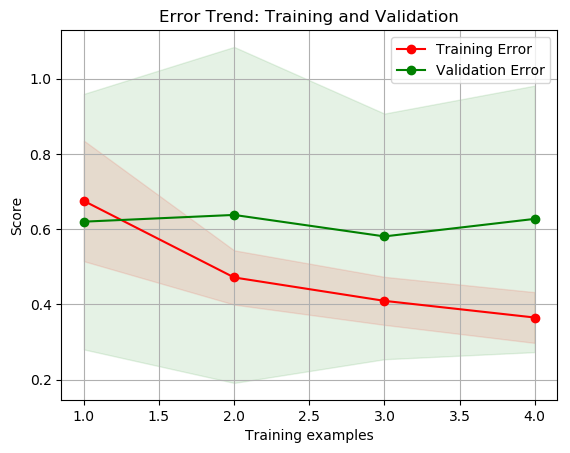 Error Trend: Training and Validation
Training Error
Validation Error
Score
1.0
0.8
0.6
0.4
0.2
1.0
1.5
2.0
2.5
3.0
3.5
4.0
Training examples